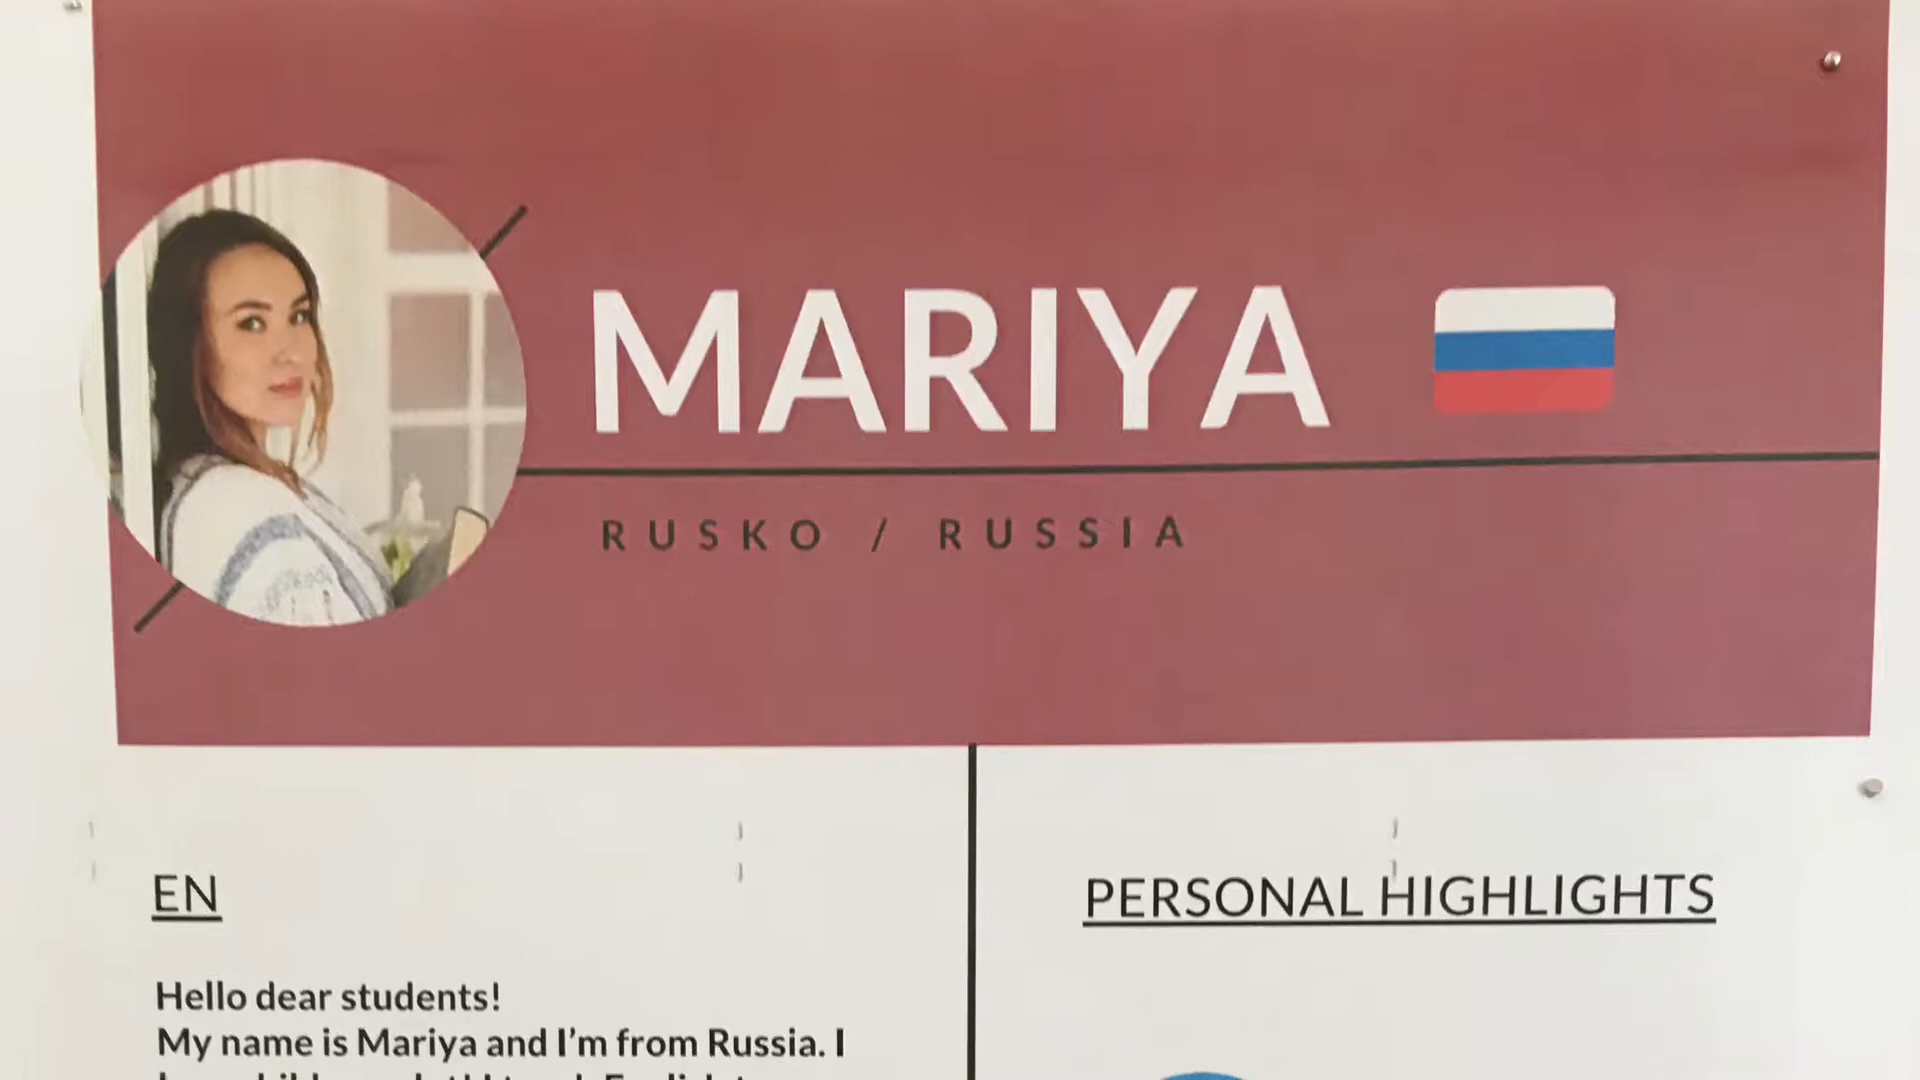 MARIYA
RUSKO / RUSSIA
EN
Hello dear students!
My name is Mariya and I'm from Russia. I
PERSONAL HIGHLIGHTS